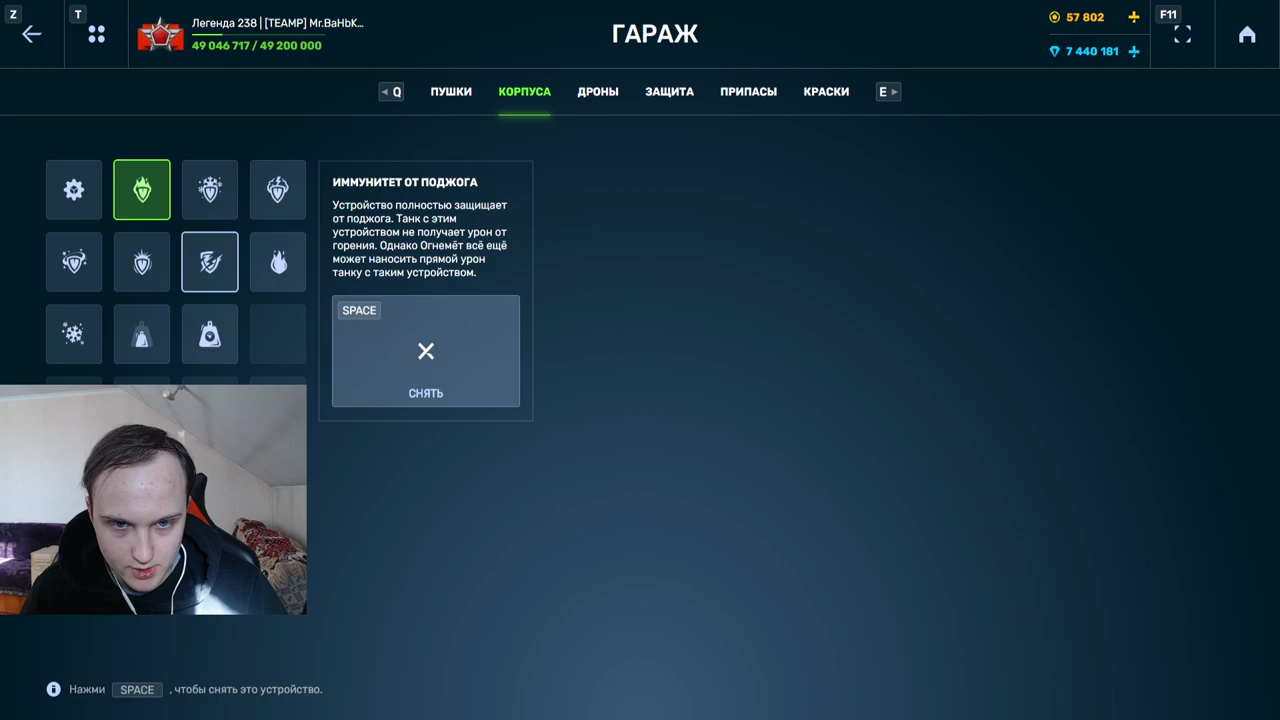 Z
T
Легенда 238 | [TEAMP] Mr.BaHbK...
49 046 717 / 49 200 000
ГАРАЖ
57 802
7 440 181
F11
Q
ПУШКИ
КОРПУСА
ДРОНЫ
ЗАЩИТА
ПРИПАСЫ
КРАСКИ
E
ИММУНИТЕТ ОТ ПОДЖОГА
Устройство полностью защищает
от поджога. Танк с этим
устройством не получает урон от
горения. Однако Огнемёт всё ещё
может наносить прямой урон
танку с таким устройством.
SPACE
СНЯТЬ
Нажми SPACE , чтобы снять это устройство.